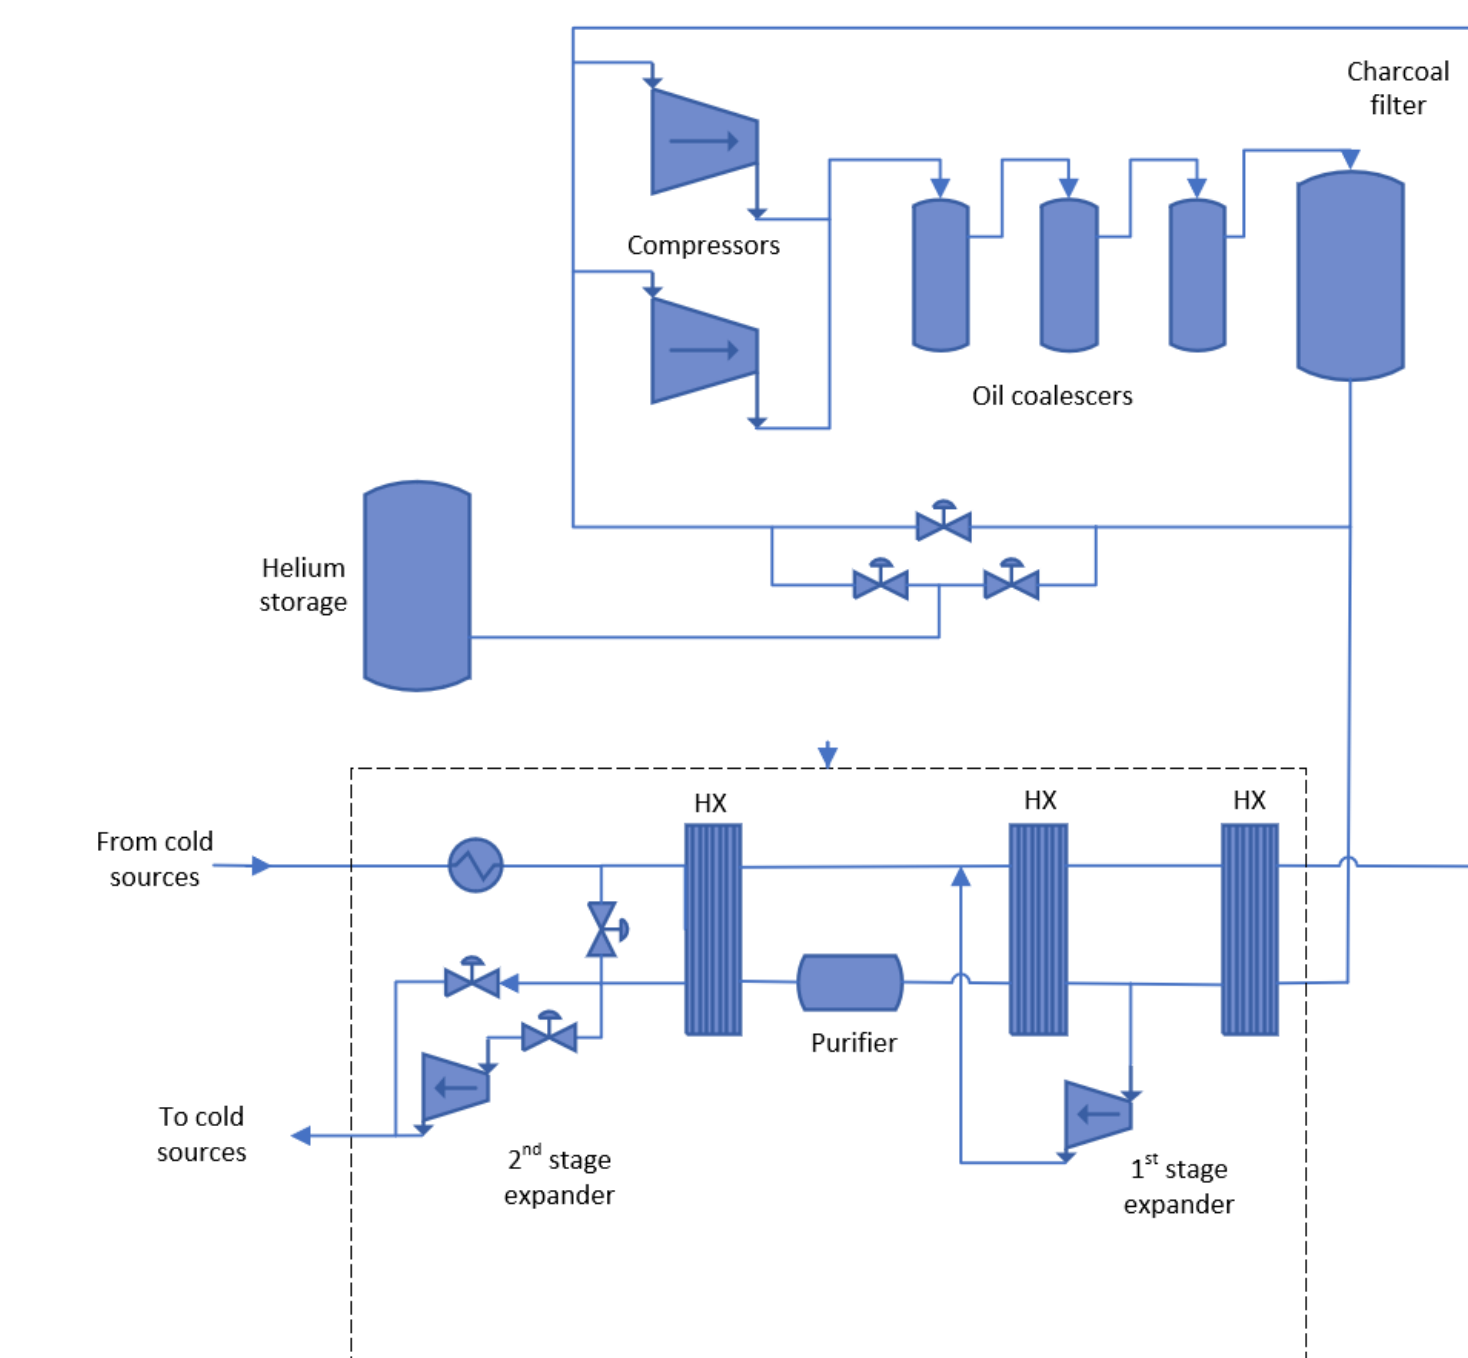 Charcoal
filter
Compressors
Oil coalescers
Helium
storage
HX
HX
HX
From cold
sources
Purifier
To cold
sources
2nd stage
expander
1st stage
expander